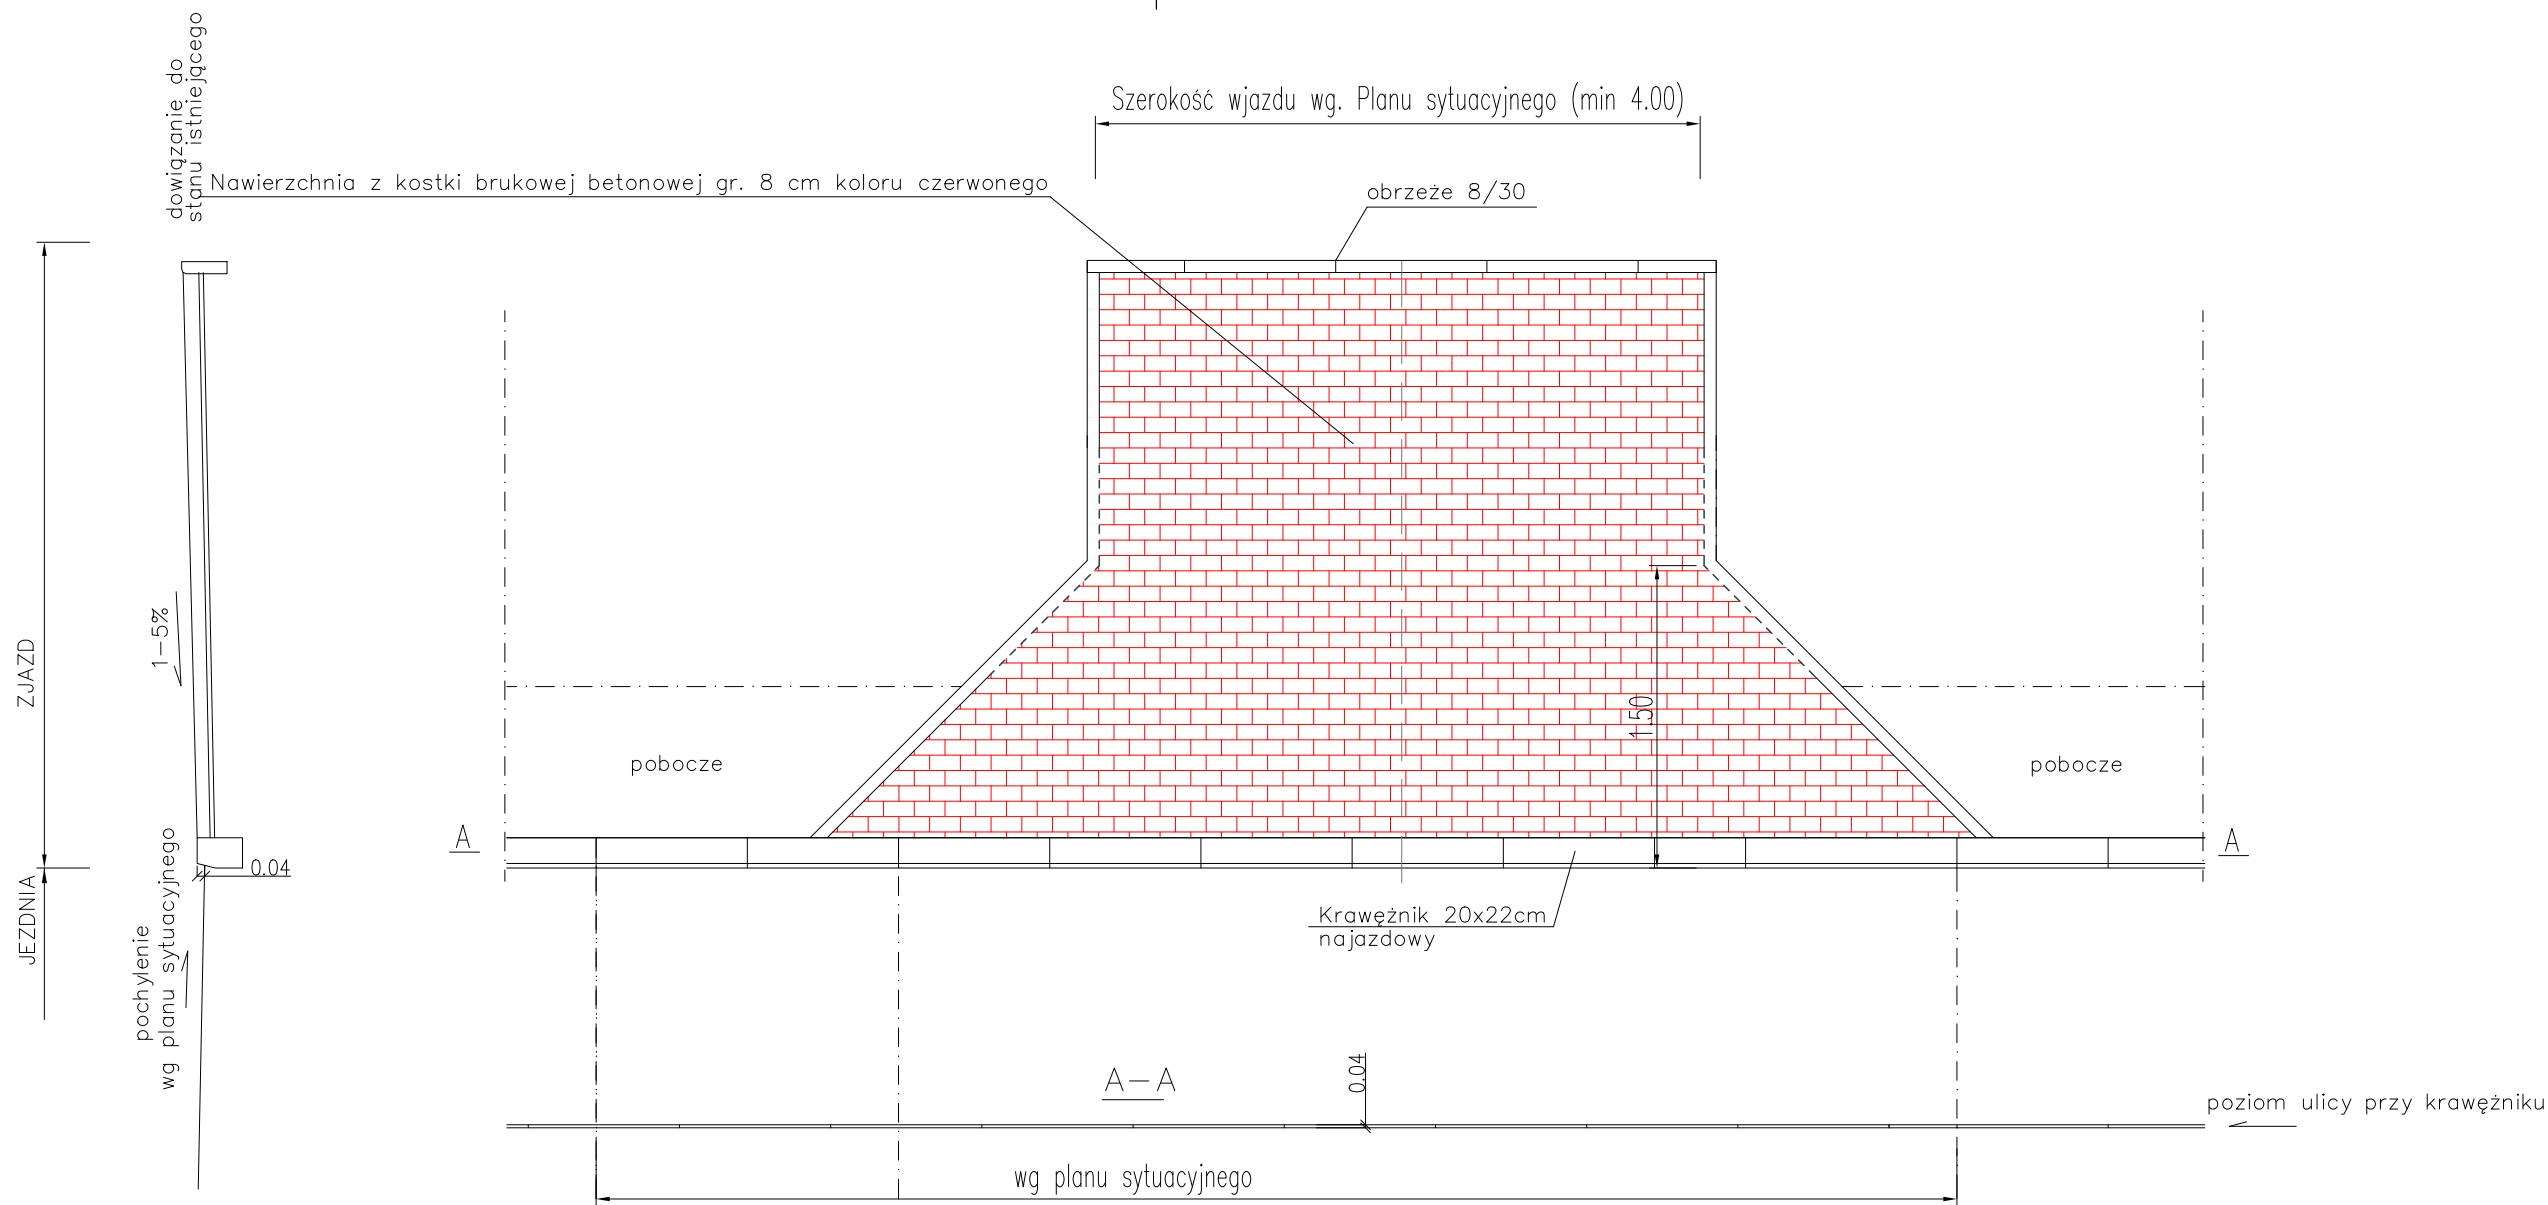 dowiązanie do
stanu istniejącego
Szerokość wjazdu wg. Planu sytuacyjnego (min 4.00)
Nawierzchnia z kostki brukowej betonowej gr. 8 cm koloru czerwonego
obrzeże 8/30
ZJAZD
1-5%
1.50
pobocze
pobocze
A
A
0.04
JEZDNIA
pochylenie
wg planu sytuacyjnego
Krawężnik 20x22cm
najazdowy
A-A
0.04
poziom ulicy przy krawężniku
wg planu sytuacyjnego